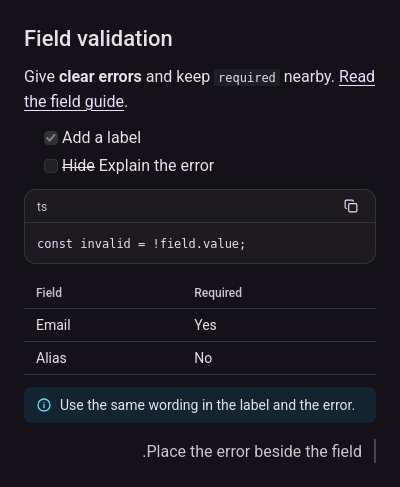 Field validation
Give clear errors and keep required nearby. Read
the field guide.
Add a label
Hide Explain the error
ts
const invalid = !field.value;
Field Required
Email Yes
Alias No
Use the same wording in the label and the error.
.Place the error beside the field